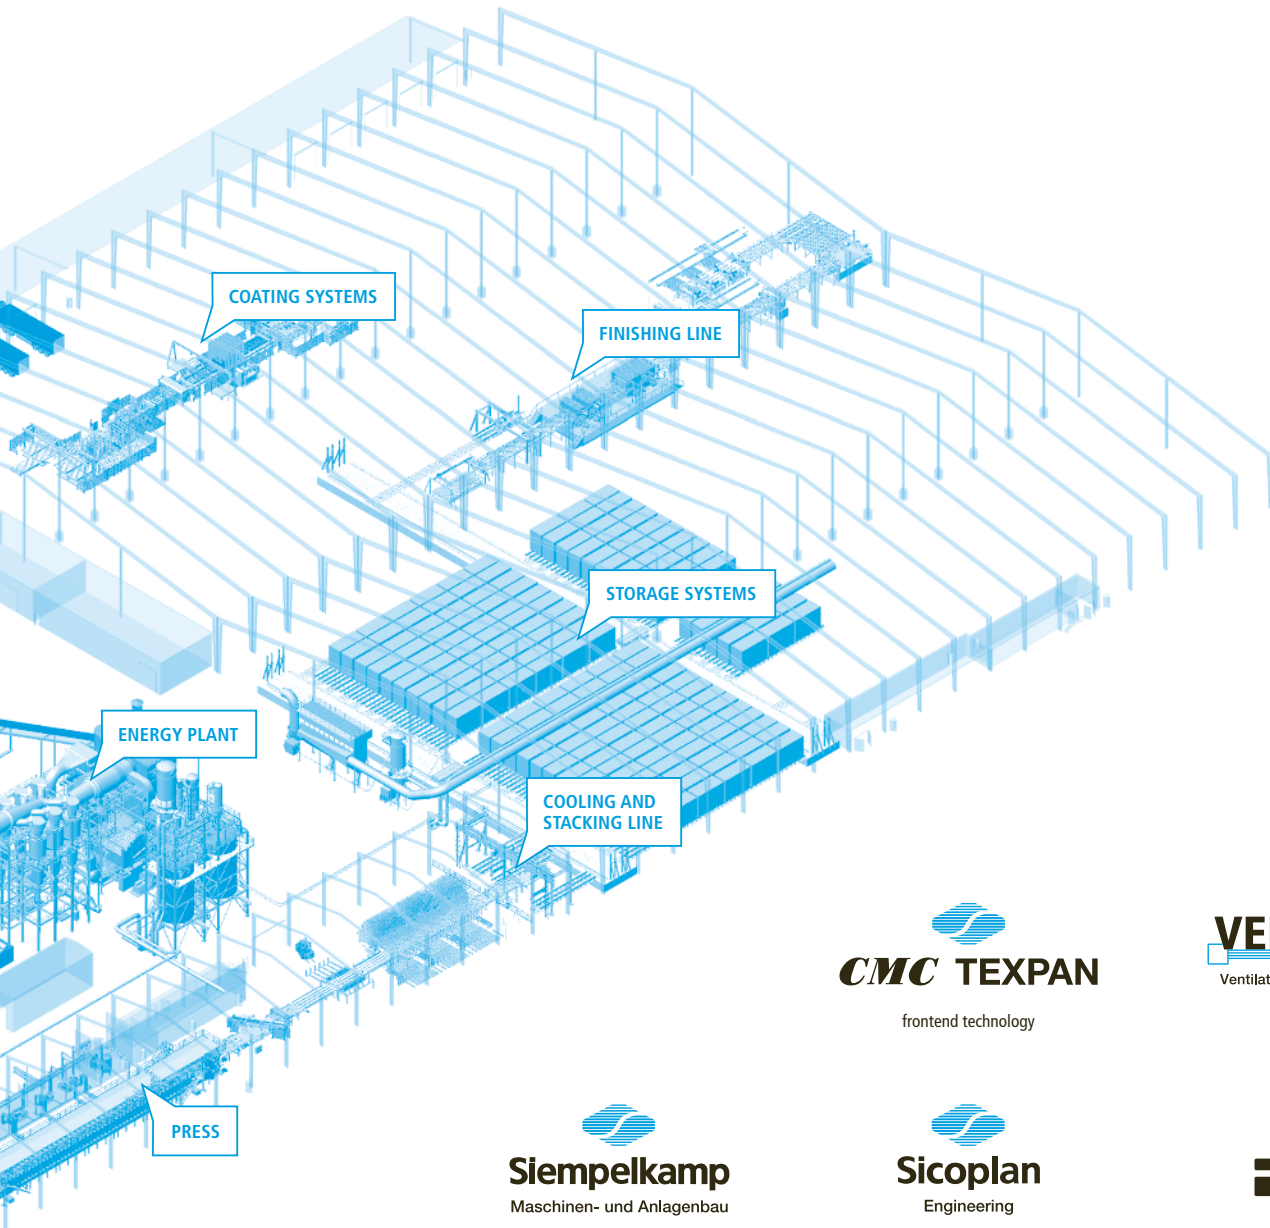 COATING SYSTEMS
FINISHING LINE
STORAGE SYSTEMS
ENERGY PLANT
COOLING AND
STACKING LINE
CMC TEXPAN
frontend technology
PRESS
Siempelkamp
Maschinen- und Anlagenbau
Sicoplan
Engineering